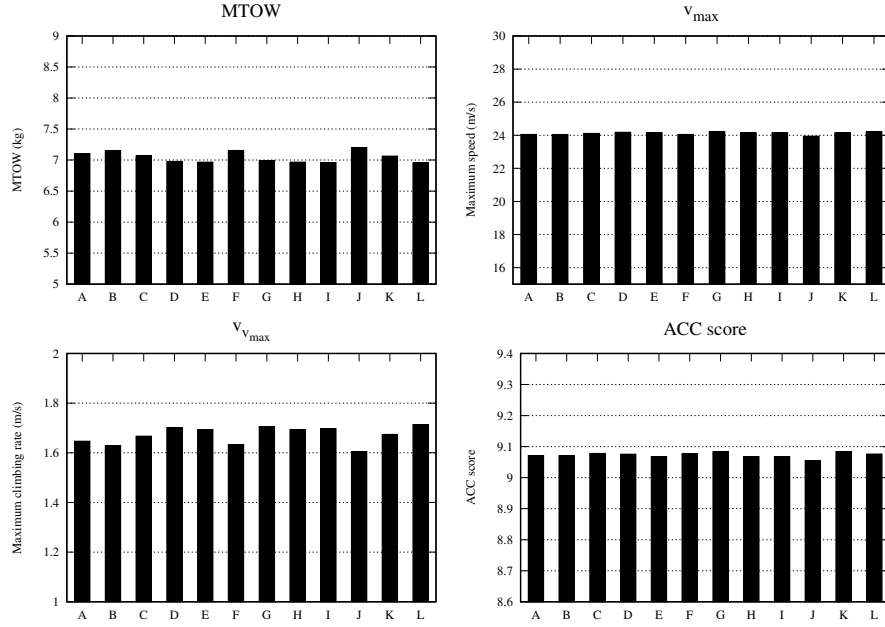 MTOW
MTOW (kg)
9
8.5
8
7.5
7
6.5
6
5.5
5
A B C D E F G H I J K L
v_max
Maximum speed (m/s)
30
28
26
24
22
20
18
16
A B C D E F G H I J K L
v_v_max
Maximum climbing rate (m/s)
2
1.8
1.6
1.4
1.2
1
A B C D E F G H I J K L
ACC score
ACC score
9.4
9.3
9.2
9.1
9
8.9
8.8
8.7
8.6
A B C D E F G H I J K L